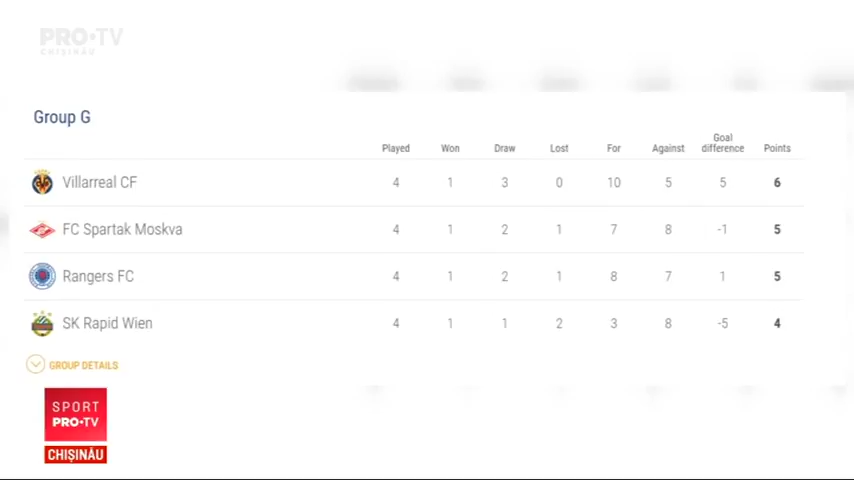 PRO•TV
CHIȘINĂU
Group G
Played Won Draw Lost For Against Goal difference Points
Villarreal CF 4 1 3 0 10 5 5 6
FC Spartak Moskva 4 1 2 1 7 8 -1 5
Rangers FC 4 1 2 1 8 7 1 5
SK Rapid Wien 4 1 1 2 3 8 -5 4
GROUP DETAILS
SPORT
PRO•TV
CHIȘINĂU